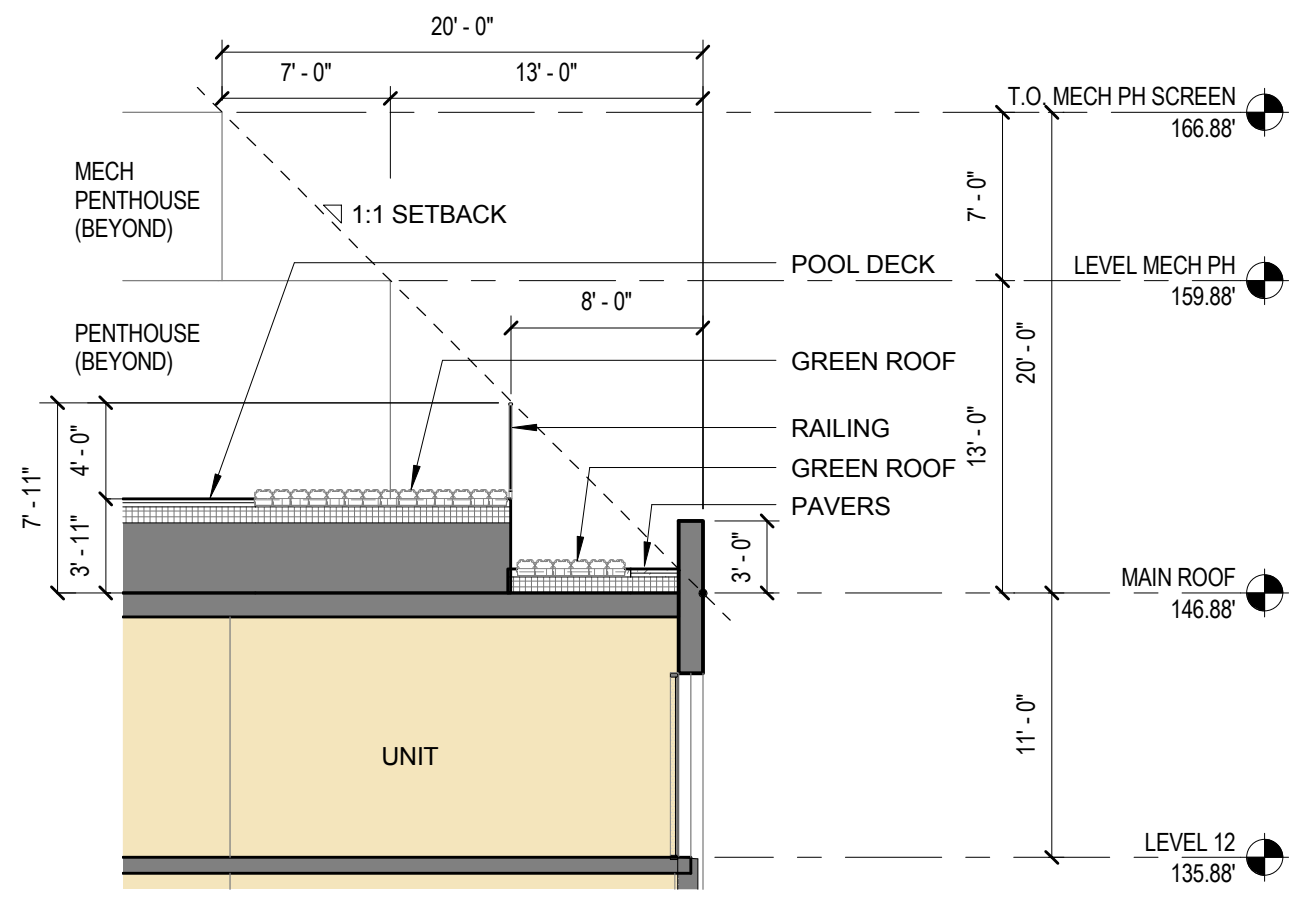 20' - 0"
7' - 0"
13' - 0"
T.O. MECH PH SCREEN
166.88'
MECH
PENTHOUSE
(BEYOND)
1:1 SETBACK
7' - 0"
POOL DECK
LEVEL MECH PH
159.88'
8' - 0"
PENTHOUSE
(BEYOND)
GREEN ROOF
20' - 0"
RAILING
13' - 0"
4' - 0"
7' - 11"
GREEN ROOF
PAVERS
3' - 11"
3' - 0"
MAIN ROOF
146.88'
11' - 0"
UNIT
LEVEL 12
135.88'